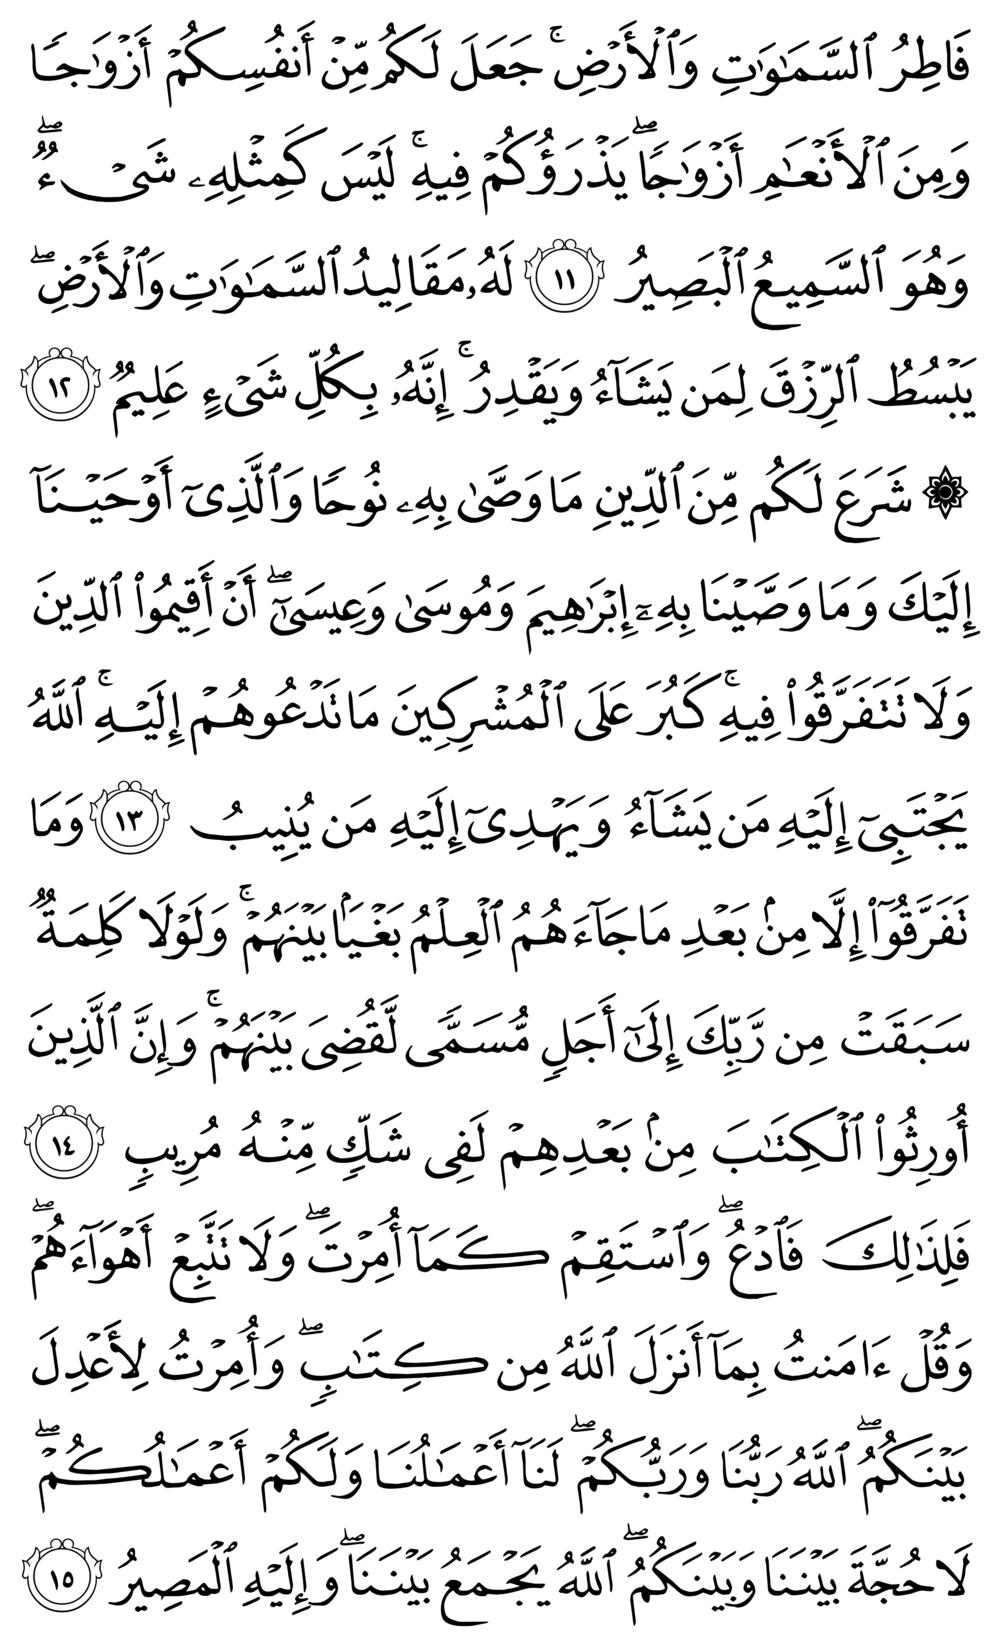 فَاطِرُ ٱلسَّمَٰوَٰتِ وَٱلْأَرْضِ ۚ جَعَلَ لَكُم مِّنْ أَنفُسِكُمْ أَزْوَٰجًا
وَمِنَ ٱلْأَنْعَٰمِ أَزْوَٰجًا ۖ يَذْرَؤُكُمْ فِيهِ ۚ لَيْسَ كَمِثْلِهِۦ شَىْءٌ ۖ
وَهُوَ ٱلسَّمِيعُ ٱلْبَصِيرُ ١١ لَهُۥ مَقَالِيدُ ٱلسَّمَٰوَٰتِ وَٱلْأَرْضِ ۖ
يَبْسُطُ ٱلرِّزْقَ لِمَن يَشَآءُ وَيَقْدِرُ ۚ إِنَّهُۥ بِكُلِّ شَىْءٍ عَلِيمٌ ١٢
۞ شَرَعَ لَكُم مِّنَ ٱلدِّينِ مَا وَصَّىٰ بِهِۦ نُوحًا وَٱلَّذِىٓ أَوْحَيْنَآ
إِلَيْكَ وَمَا وَصَّيْنَا بِهِۦٓ إِبْرَٰهِيمَ وَمُوسَىٰ وَعِيسَىٰٓ ۖ أَنْ أَقِيمُوا۟ ٱلدِّينَ
وَلَا تَتَفَرَّقُوا۟ فِيهِ ۚ كَبُرَ عَلَى ٱلْمُشْرِكِينَ مَا تَدْعُوهُمْ إِلَيْهِ ۚ ٱللَّهُ
يَجْتَبِىٓ إِلَيْهِ مَن يَشَآءُ وَيَهْدِىٓ إِلَيْهِ مَن يُنِيبُ ١٣ وَمَا
تَفَرَّقُوٓا۟ إِلَّا مِنۢ بَعْدِ مَا جَآءَهُمُ ٱلْعِلْمُ بَغْيًۢا بَيْنَهُمْ ۚ وَلَوْلَا كَلِمَةٌ
سَبَقَتْ مِن رَّبِّكَ إِلَىٰٓ أَجَلٍ مُّسَمًّى لَّقُضِىَ بَيْنَهُمْ ۚ وَإِنَّ ٱلَّذِينَ
أُورِثُوا۟ ٱلْكِتَٰبَ مِنۢ بَعْدِهِمْ لَفِى شَكٍّ مِّنْهُ مُرِيبٍ ١٤
فَلِذَٰلِكَ فَٱدْعُ ۖ وَٱسْتَقِمْ كَمَآ أُمِرْتَ ۖ وَلَا تَتَّبِعْ أَهْوَآءَهُمْ ۖ
وَقُلْ ءَامَنتُ بِمَآ أَنزَلَ ٱللَّهُ مِن كِتَٰبٍ ۖ وَأُمِرْتُ لِأَعْدِلَ
بَيْنَكُمُ ۖ ٱللَّهُ رَبُّنَا وَرَبُّكُمْ ۖ لَنَآ أَعْمَٰلُنَا وَلَكُمْ أَعْمَٰلُكُمْ ۖ
لَا حُجَّةَ بَيْنَنَا وَبَيْنَكُمُ ۖ ٱللَّهُ يَجْمَعُ بَيْنَنَا ۖ وَإِلَيْهِ ٱلْمَصِيرُ ١٥